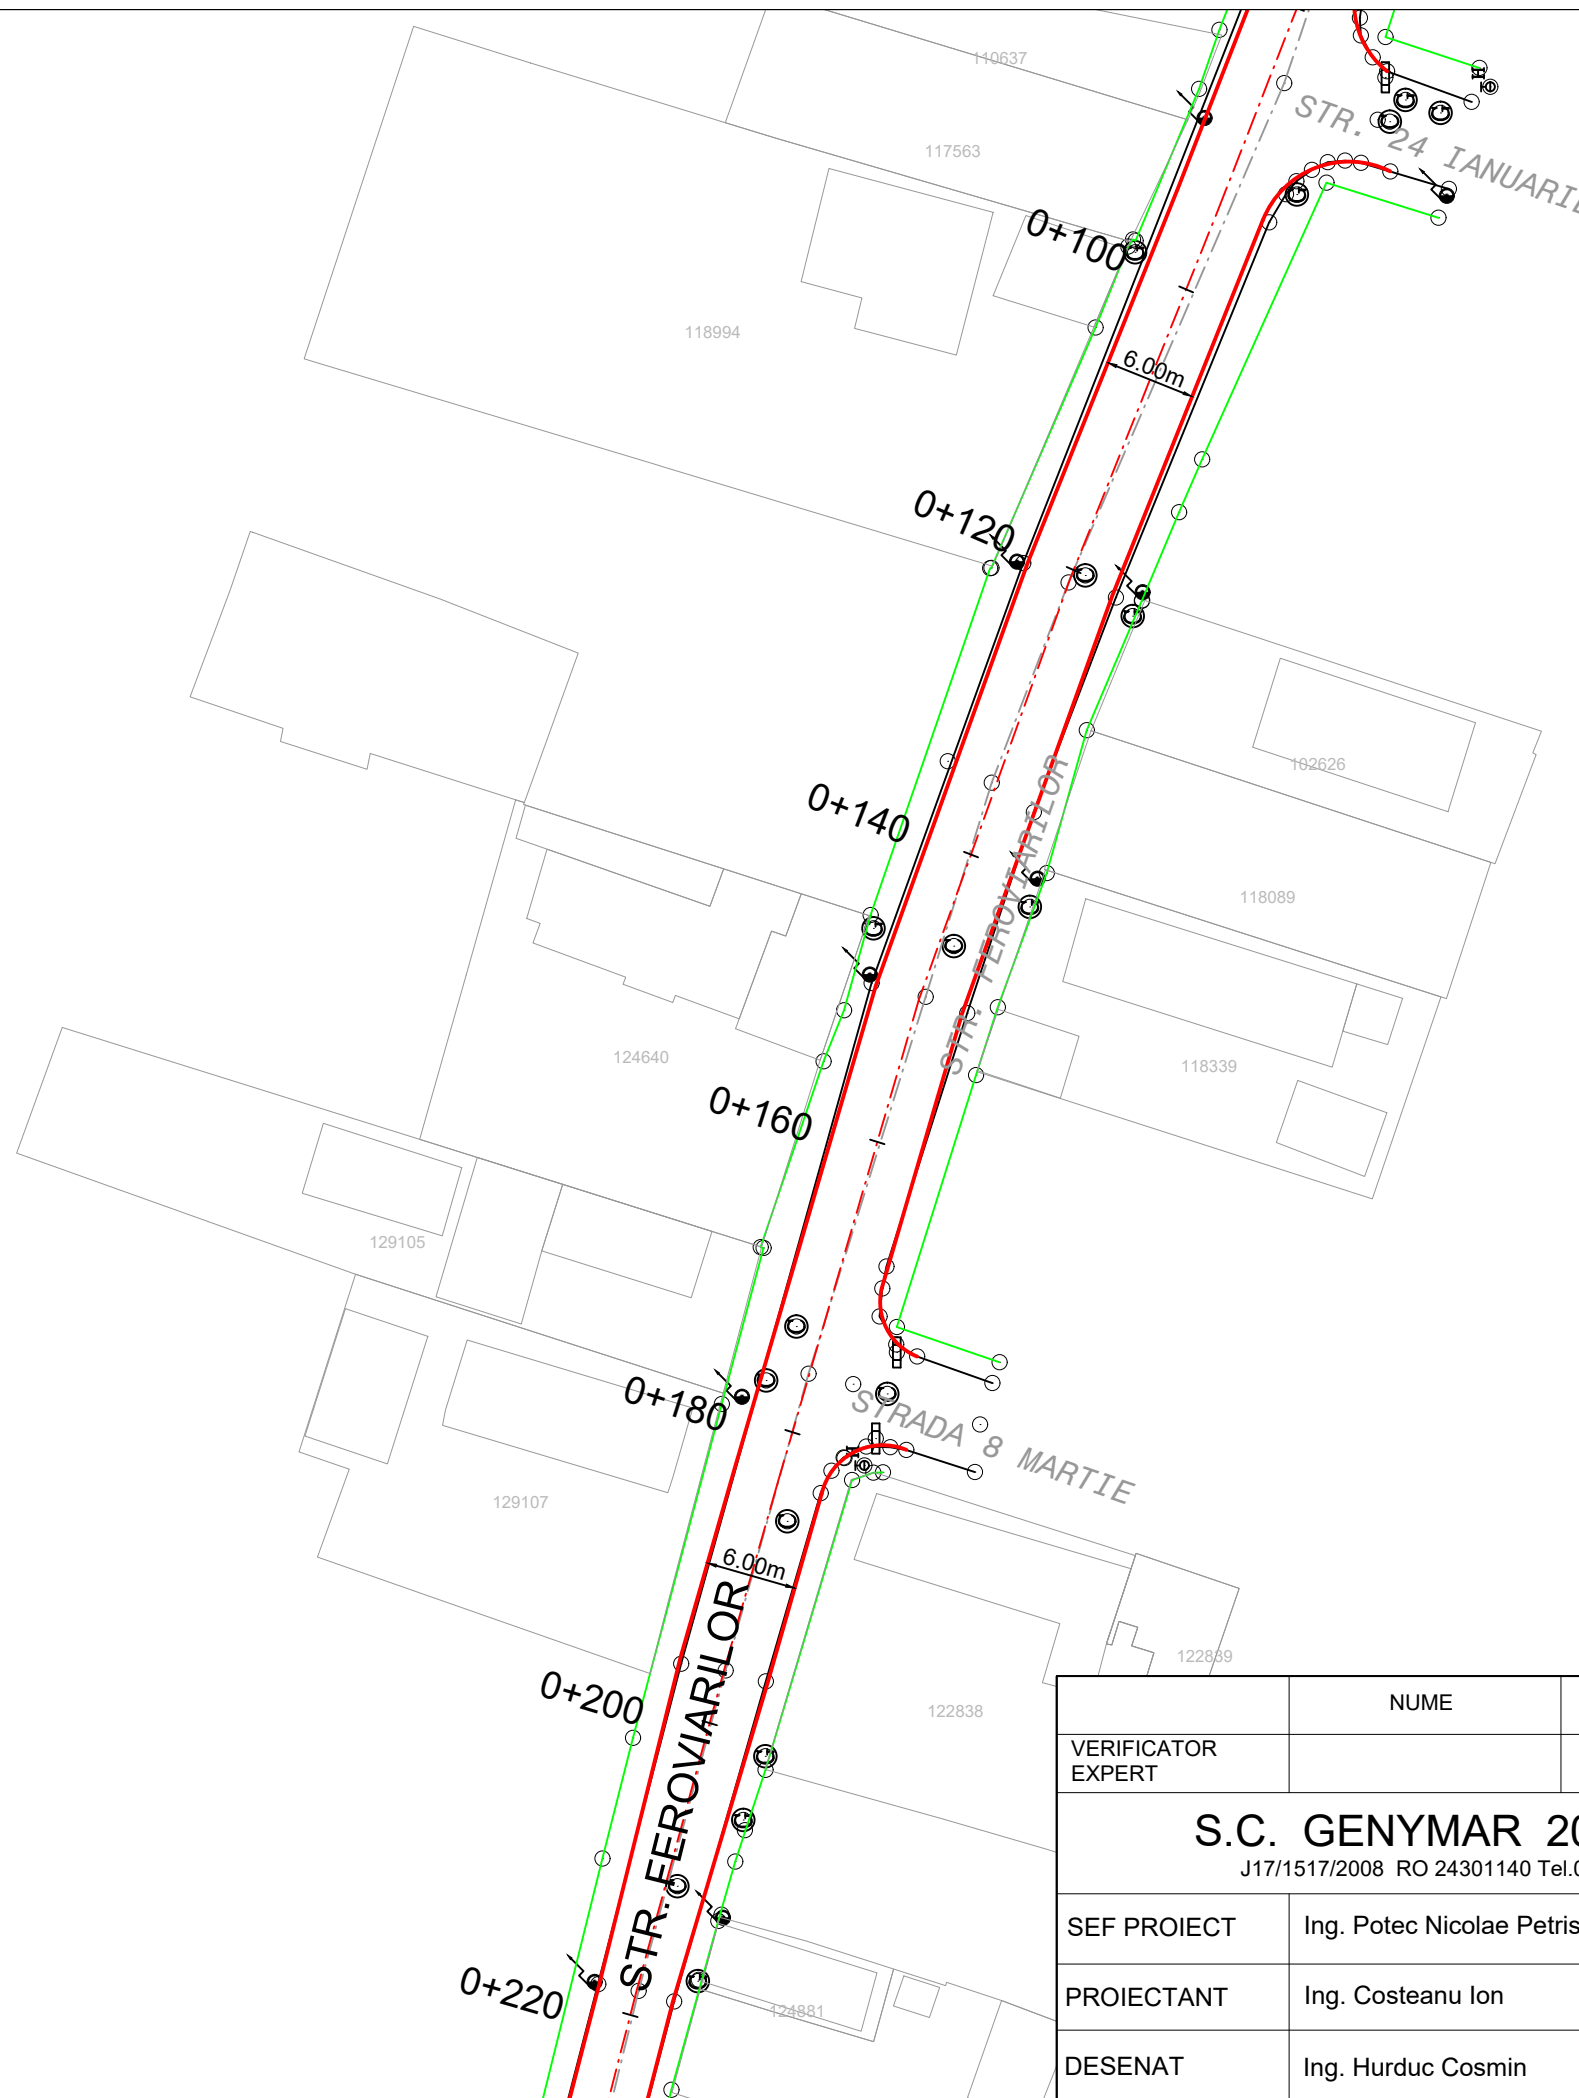 110637
STR. 24 IANUARIE
117563
0+100
118994
6.00m
0+120
102626
0+140
STR. FEROVIARILOR
118089
124640
118339
0+160
129105
0+180
STRADA 8 MARTIE
129107
6.00m
122839
0+200
122838
STR. FEROVIARILOR
0+220
124881
NUME
VERIFICATOR
EXPERT
S.C. GENYMAR 20
J17/1517/2008 RO 24301140 Tel.0
SEF PROIECT Ing. Potec Nicolae Petris
PROIECTANT Ing. Costeanu Ion
DESENAT Ing. Hurduc Cosmin